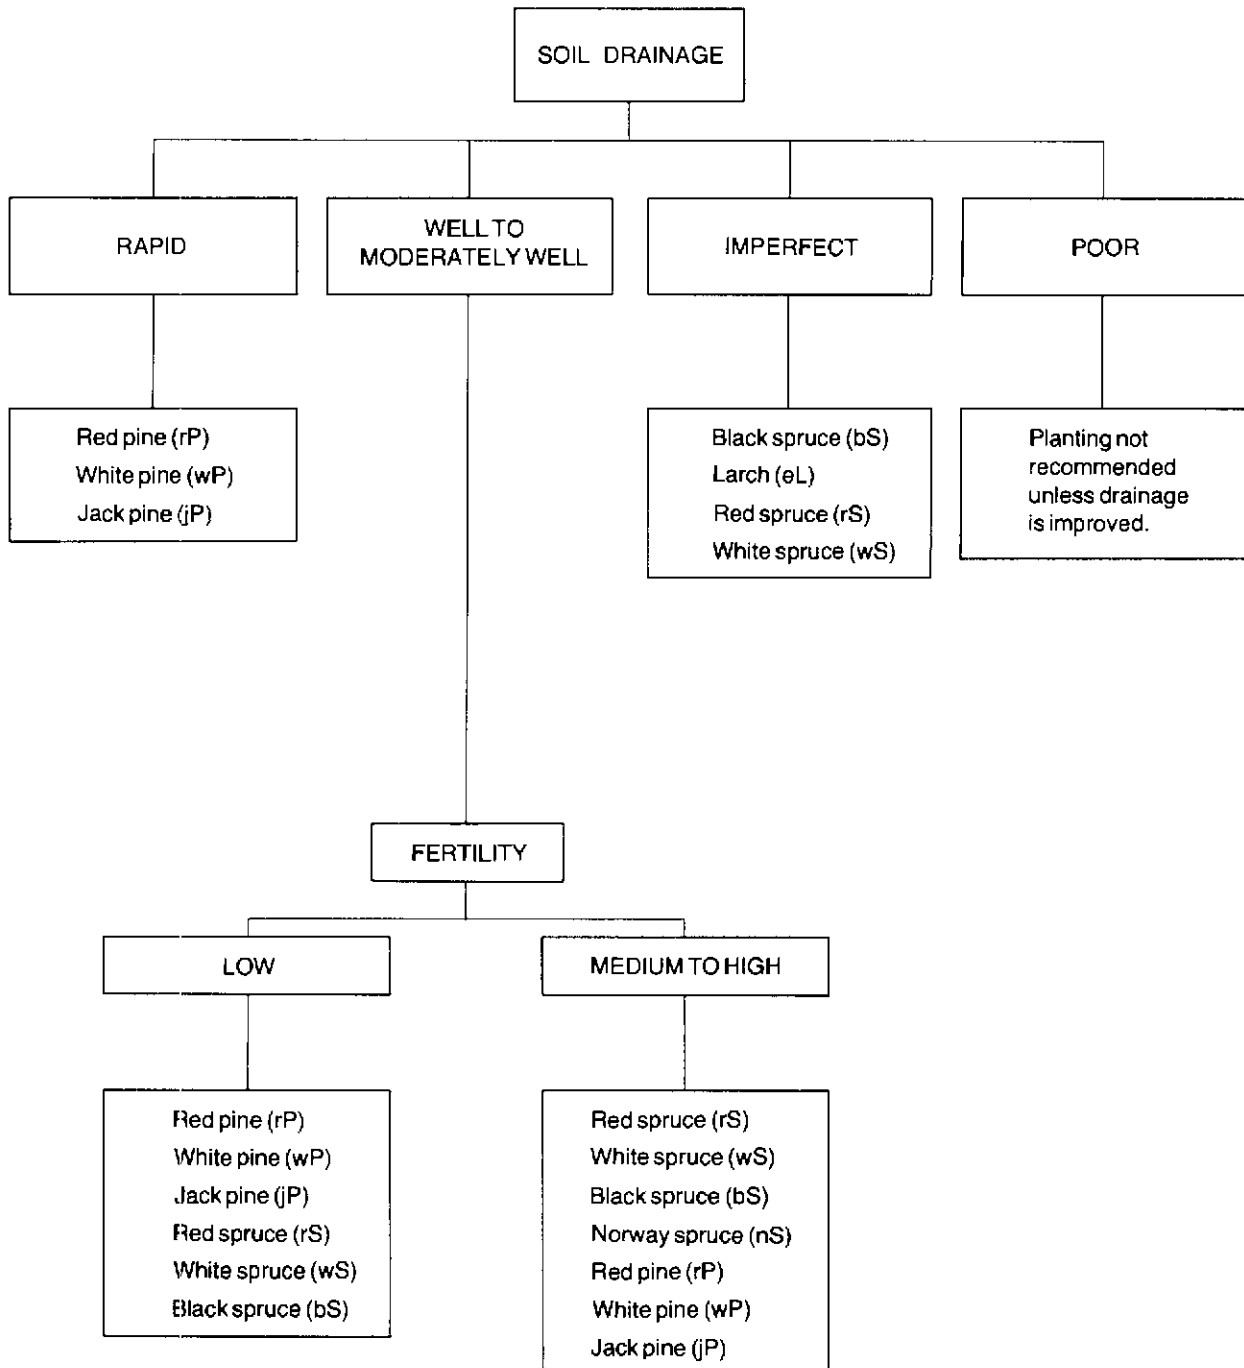 SOIL DRAINAGE
RAPID
WELL TO
MODERATELY WELL
IMPERFECT
POOR
Red pine (rP)
White pine (wP)
Jack pine (jP)
Black spruce (bS)
Larch (eL)
Red spruce (rS)
White spruce (wS)
Planting not
recommended
unless drainage
is improved.
FERTILITY
LOW
MEDIUM TO HIGH
Red pine (rP)
White pine (wP)
Jack pine (jP)
Red spruce (rS)
White spruce (wS)
Black spruce (bS)
Red spruce (rS)
White spruce (wS)
Black spruce (bS)
Norway spruce (nS)
Red pine (rP)
White pine (wP)
Jack pine (jP)